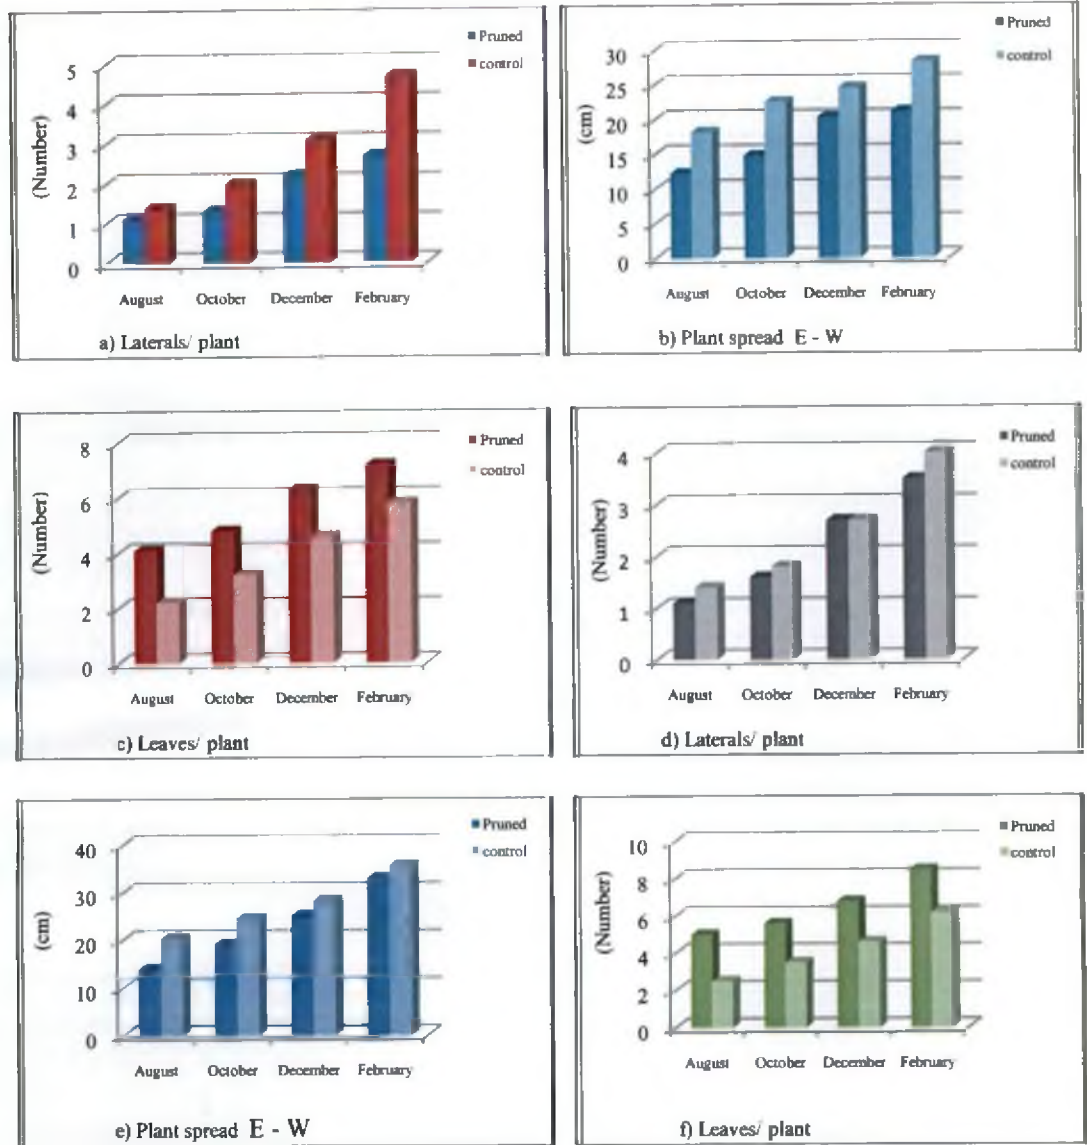 Pruned
control
5
4
3
2
1
0
(Number)
August October December February
a) Laterals/ plant
Pruned
control
30
25
20
15
10
5
0
(cm)
August October December February
b) Plant spread E - W
Pruned
control
8
6
4
2
0
(Number)
August October December February
c) Leaves/ plant
Pruned
control
4
3
2
1
0
(Number)
August October December February
d) Laterals/ plant
Pruned
control
40
30
20
10
0
(cm)
August October December February
e) Plant spread E - W
Pruned
control
10
8
6
4
2
0
(Number)
August October December February
f) Leaves/ plant